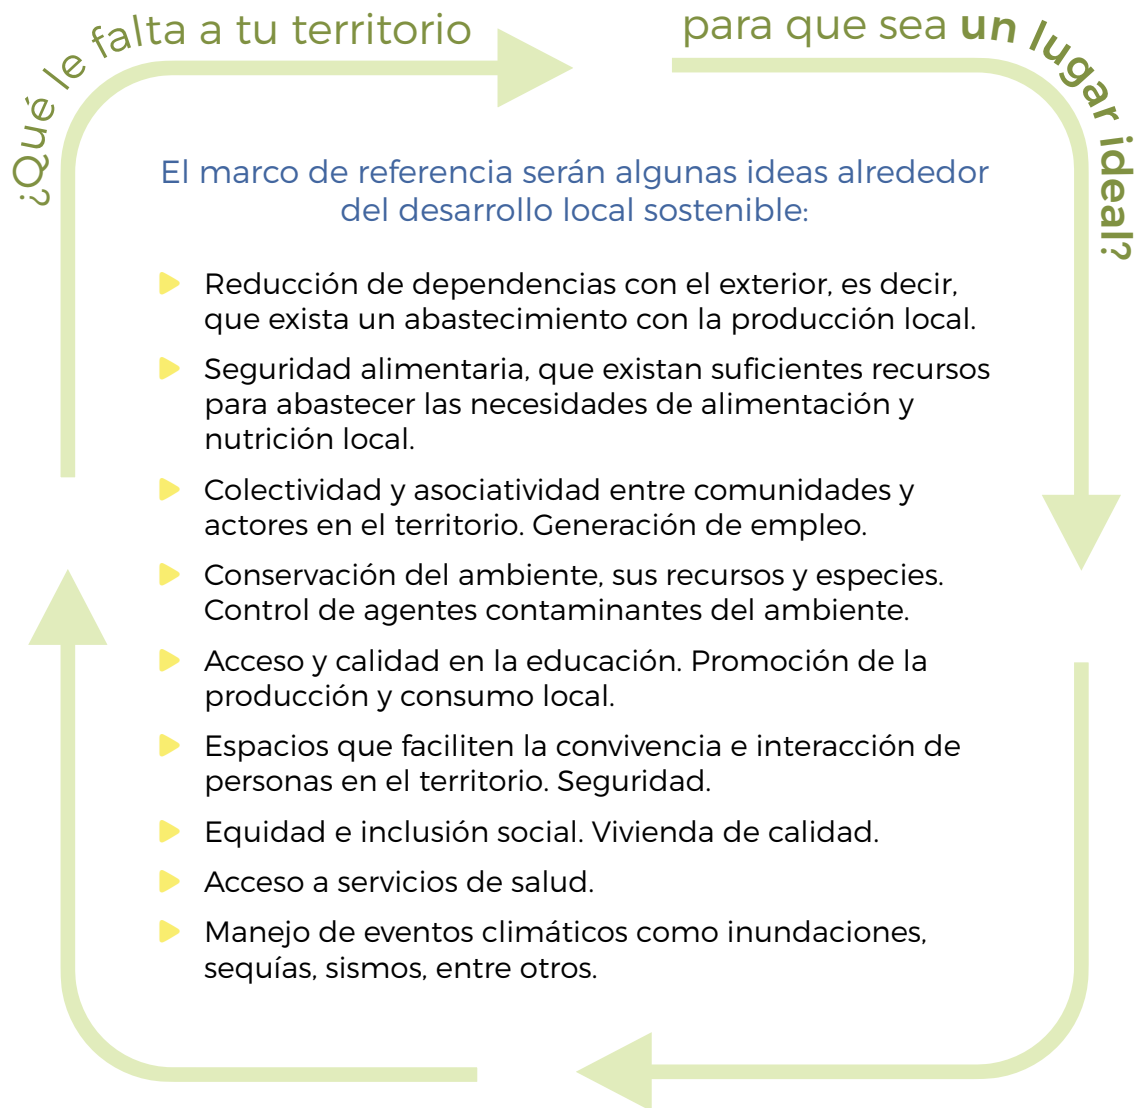 ¿Qué le falta a tu territorio
para que sea un lugar ideal?
El marco de referencia serán algunas ideas alrededor
del desarrollo local sostenible:
Reducción de dependencias con el exterior, es decir,
que exista un abastecimiento con la producción local.
Seguridad alimentaria, que existan suficientes recursos
para abastecer las necesidades de alimentación y
nutrición local.
Colectividad y asociatividad entre comunidades y
actores en el territorio. Generación de empleo.
Conservación del ambiente, sus recursos y especies.
Control de agentes contaminantes del ambiente.
Acceso y calidad en la educación. Promoción de la
producción y consumo local.
Espacios que faciliten la convivencia e interacción de
personas en el territorio. Seguridad.
Equidad e inclusión social. Vivienda de calidad.
Acceso a servicios de salud.
Manejo de eventos climáticos como inundaciones,
sequías, sismos, entre otros.